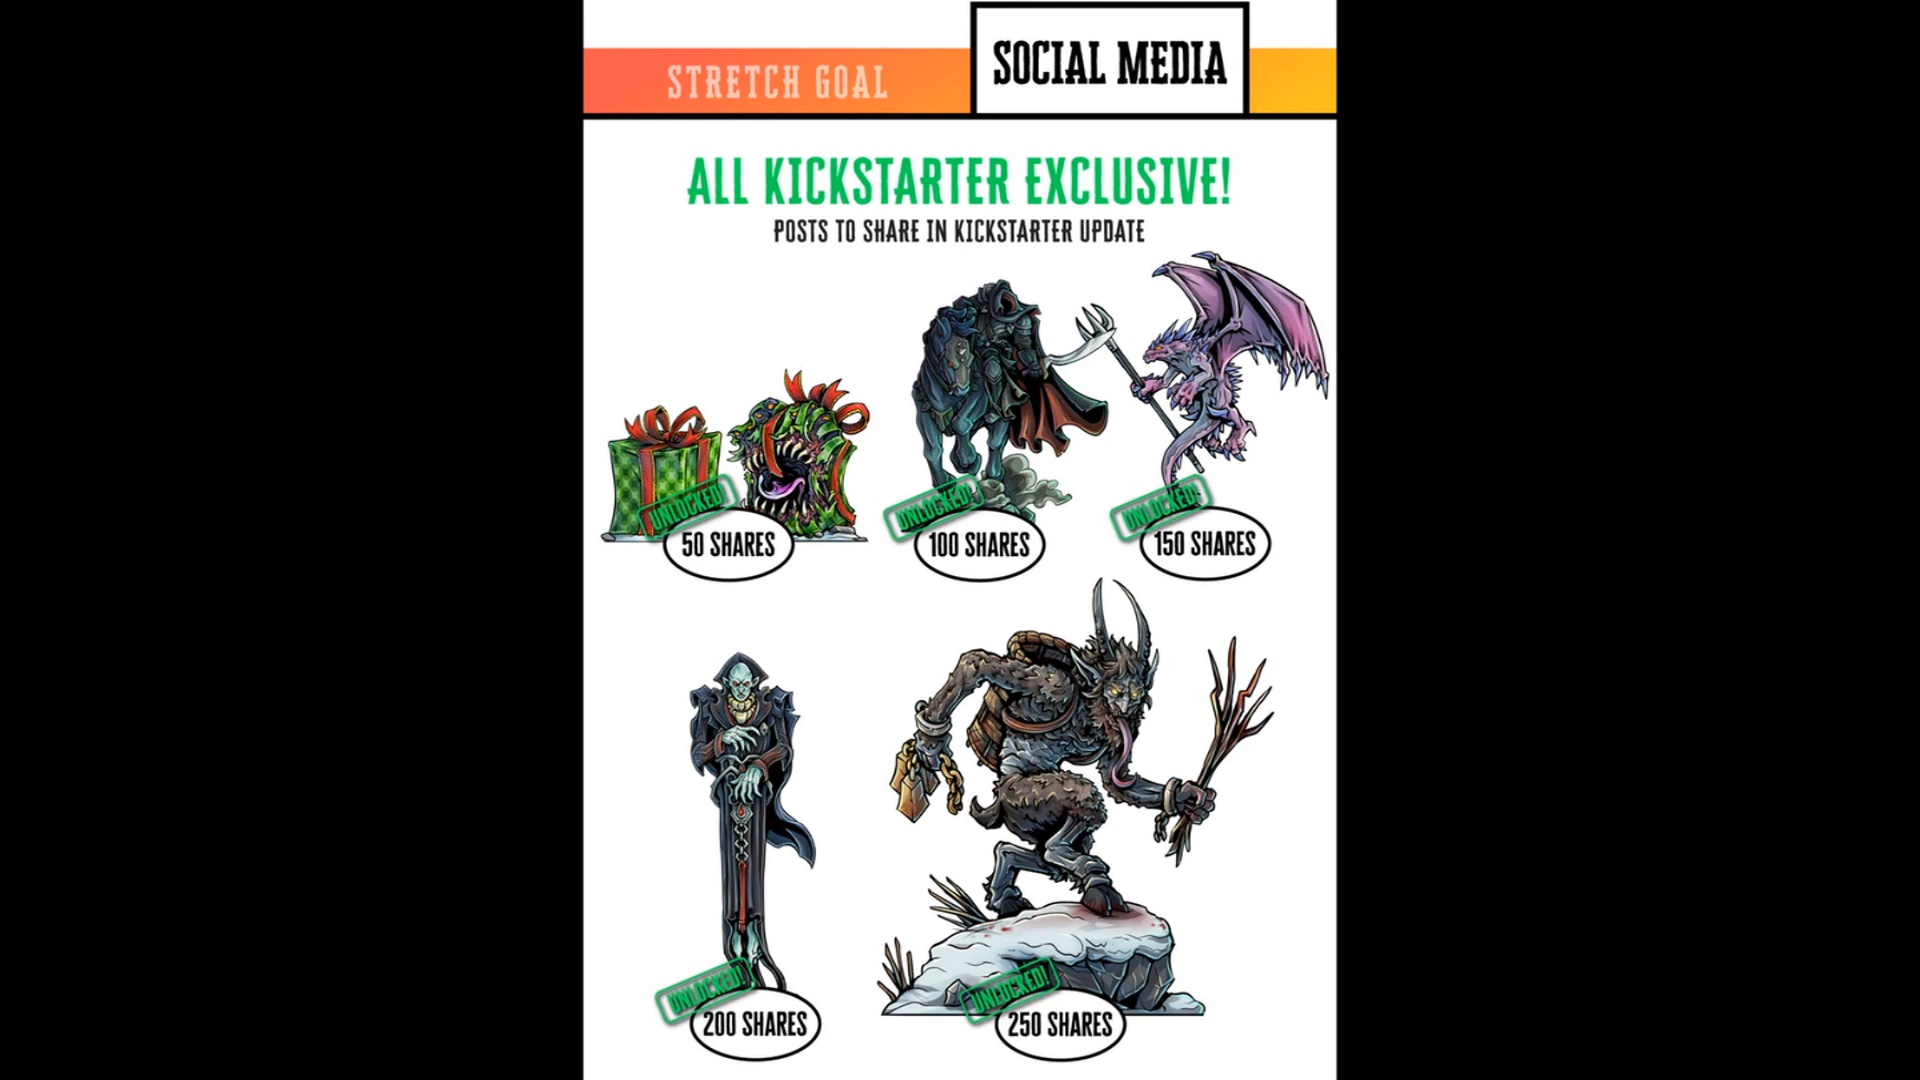 STRETCH GOAL
SOCIAL MEDIA
ALL KICKSTARTER EXCLUSIVE!
POSTS TO SHARE IN KICKSTARTER UPDATE
UNLOCKED!
50 SHARES
UNLOCKED!
100 SHARES
UNLOCKED!
150 SHARES
UNLOCKED!
200 SHARES
UNLOCKED!
250 SHARES